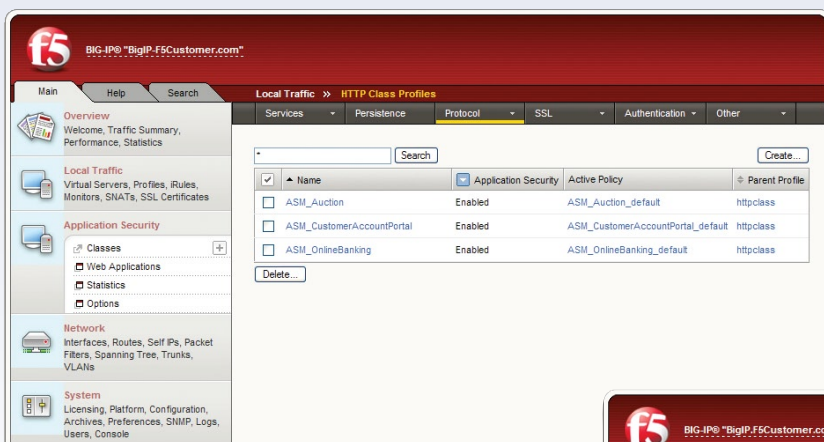 f5
BIG-IP® "BigIP-F5Customer.com"
Main
Help
Search
Local Traffic » HTTP Class Profiles
Services
Persistence
Protocol
SSL
Authentication
Other
Overview
Welcome, Traffic Summary,
Performance, Statistics
Local Traffic
Virtual Servers, Profiles, iRules,
Monitors, SNATs, SSL Certificates
Application Security
Classes
Web Applications
Statistics
Options
Network
Interfaces, Routes, Self IPs, Packet
Filters, Spanning Tree, Trunks,
VLANs
System
Licensing, Platform, Configuration,
Archives, Preferences, SNMP, Logs,
Users, Console
*
Search
Create...
Name
Application Security
Active Policy
Parent Profile
ASM_Auction
Enabled
ASM_Auction_default
httpclass
ASM_CustomerAccountPortal
Enabled
ASM_CustomerAccountPortal_default
httpclass
ASM_OnlineBanking
Enabled
ASM_OnlineBanking_default
httpclass
Delete...
f5
BIG-IP® "BigIP.F5Customer.co